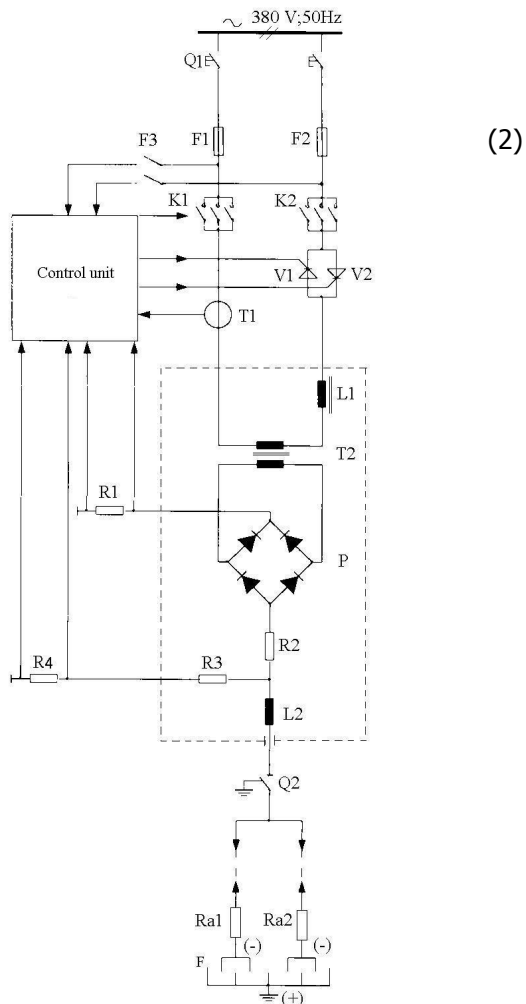 ~ 380 V;50Hz
Q1
F1
F2
(2)
F3
K1
K2
Control unit
V1
V2
T1
L1
T2
R1
P
R2
R3
R4
L2
Q2
Ra1
Ra2
(-)
(-)
F
(+)